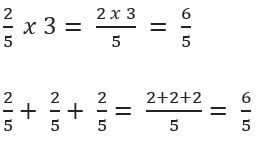 2/5 x 3 = 2 x 3/5 = 6/5
2/5 + 2/5 + 2/5 = 2+2+2/5 = 6/5